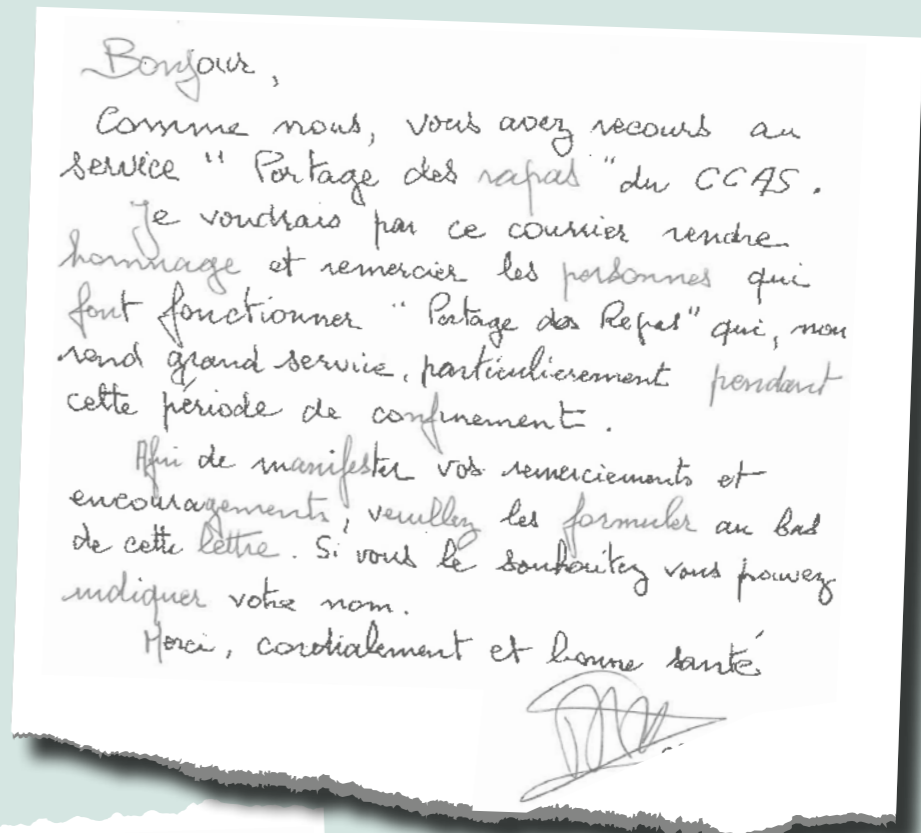 Bonjour,
Comme nous, vous avez recours au
service " Portage des repas " du CCAS.
Je voudrais par ce courrier rendre
hommage et remercier les personnes qui
font fonctionner " Portage des Repas" qui, nou
rend grand service, particulièrement pendant
cette période de confinement.
Afin de manifester vos remerciements et
encouragements, veuillez les formuler au bas
de cette lettre. Si vous le souhaitez vous pouvez
indiquer votre nom.
Merci, cordialement et bonne santé